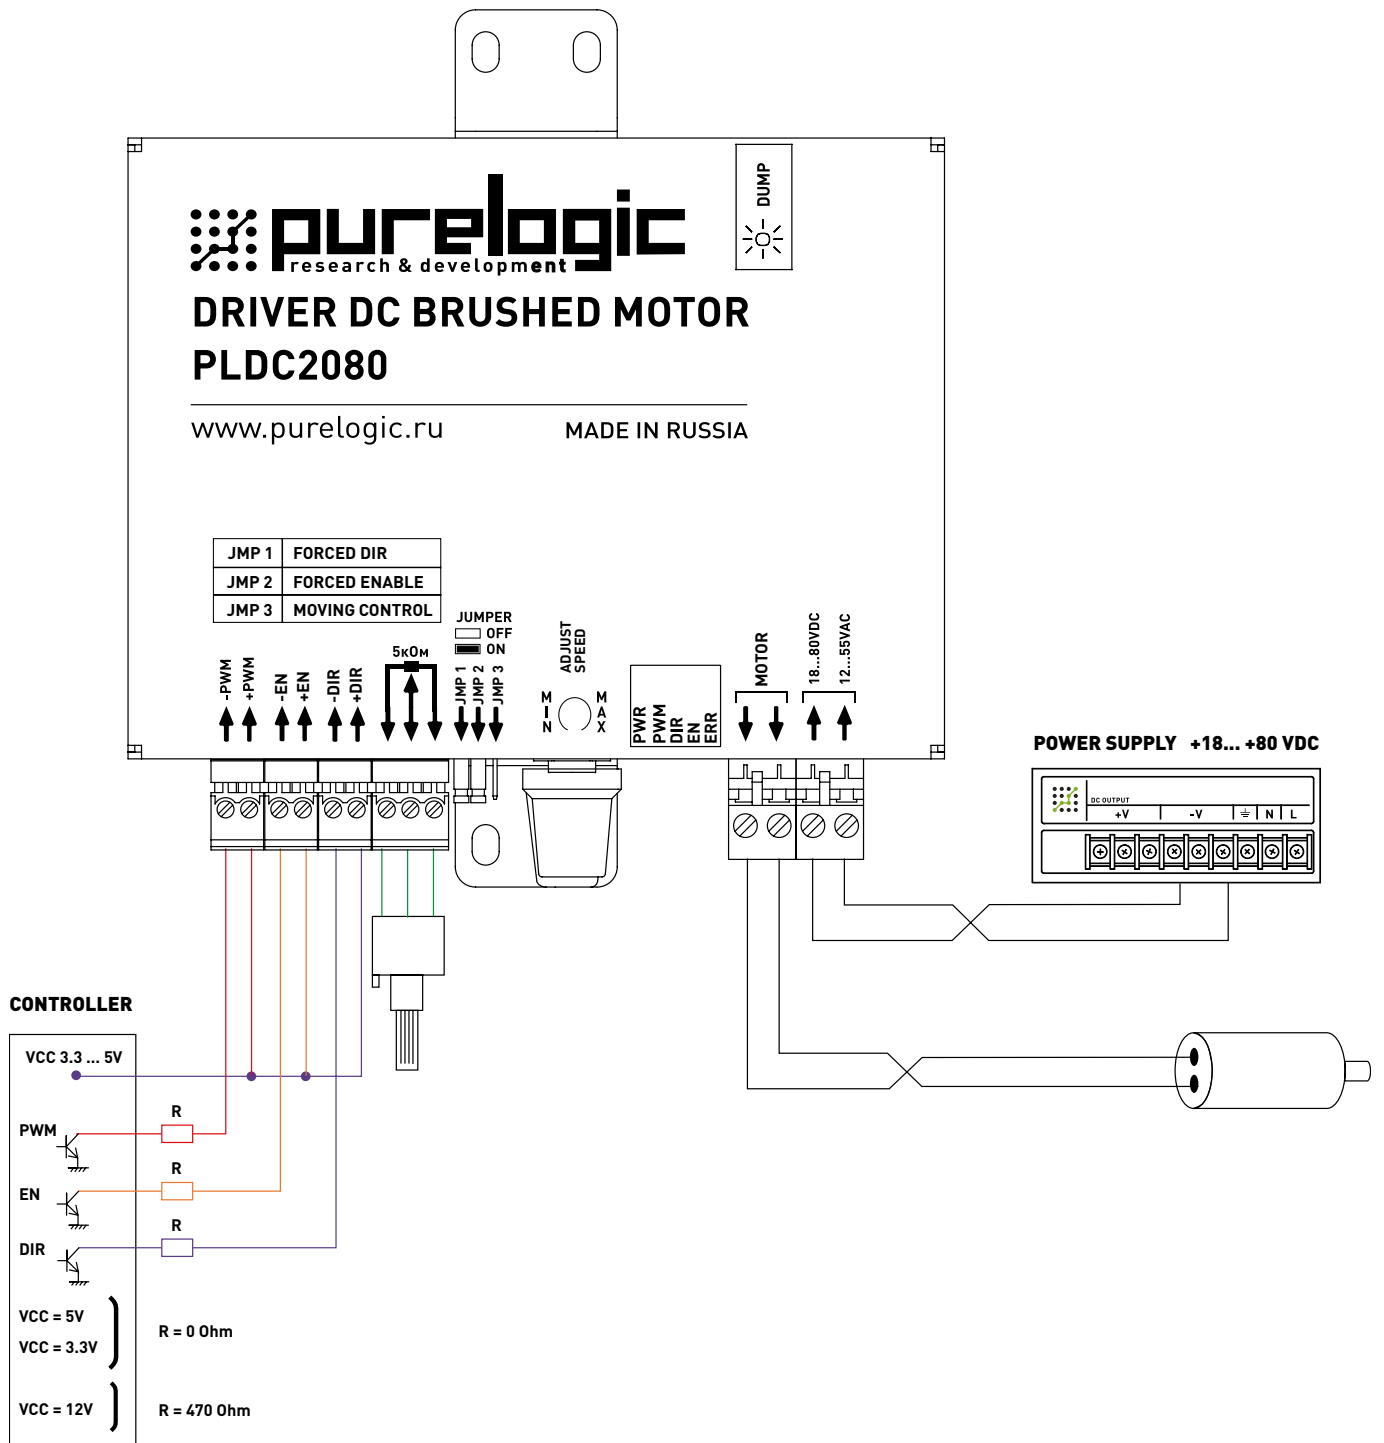 DUMP
purelogic
research & development
DRIVER DC BRUSHED MOTOR
PLDC2080
www.purelogic.ru
MADE IN RUSSIA
JMP 1 FORCED DIR
JMP 2 FORCED ENABLE
JMP 3 MOVING CONTROL
-PWM
+PWM
-EN
+EN
-DIR
+DIR
5кОм
JUMPER
OFF
ON
JMP 1
JMP 2
JMP 3
ADJUST
SPEED
MIN
MAX
PWR
PWM
DIR
EN
ERR
MOTOR
18...80VDC
12...55VAC
POWER SUPPLY +18... +80 VDC
DC OUTPUT
+V -V N L
CONTROLLER
VCC 3.3 ... 5V
R
PWM
R
EN
R
DIR
VCC = 5V
VCC = 3.3V
R = 0 Ohm
VCC = 12V
R = 470 Ohm